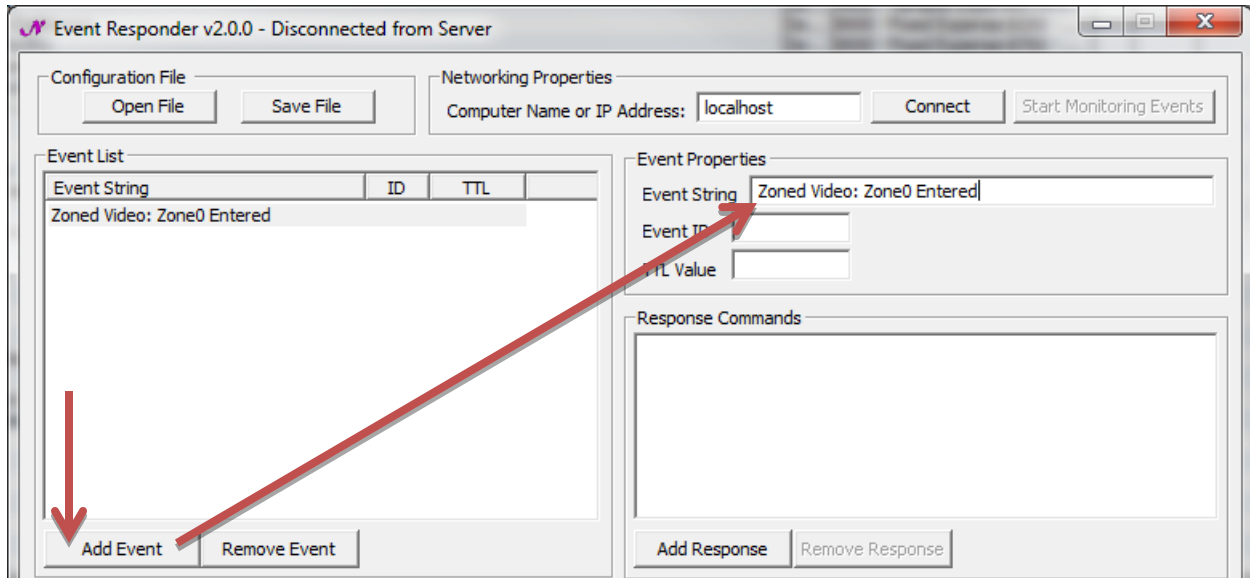 Event Responder v2.0.0 - Disconnected from Server
Configuration File
Open File
Save File
Networking Properties
Computer Name or IP Address:
localhost
Connect
Start Monitoring Events
Event List
Event String
ID
TTL
Zoned Video: Zone0 Entered
Add Event
Remove Event
Event Properties
Event String
Zoned Video: Zone0 Entered
Event ID
TTL Value
Response Commands
Add Response
Remove Response